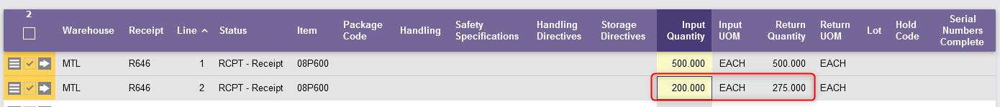 2
Warehouse Receipt Line Status Item Package Code Handling Safety Specifications Handling Directives Storage Directives Input Quantity Input UOM Return Quantity Return UOM Lot Hold Code Serial Numbers Complete
MTL R646 1 RCPT - Receipt 08P600 500.000 EACH 500.000 EACH
MTL R646 2 RCPT - Receipt 08P600 200.000 EACH 275.000 EACH